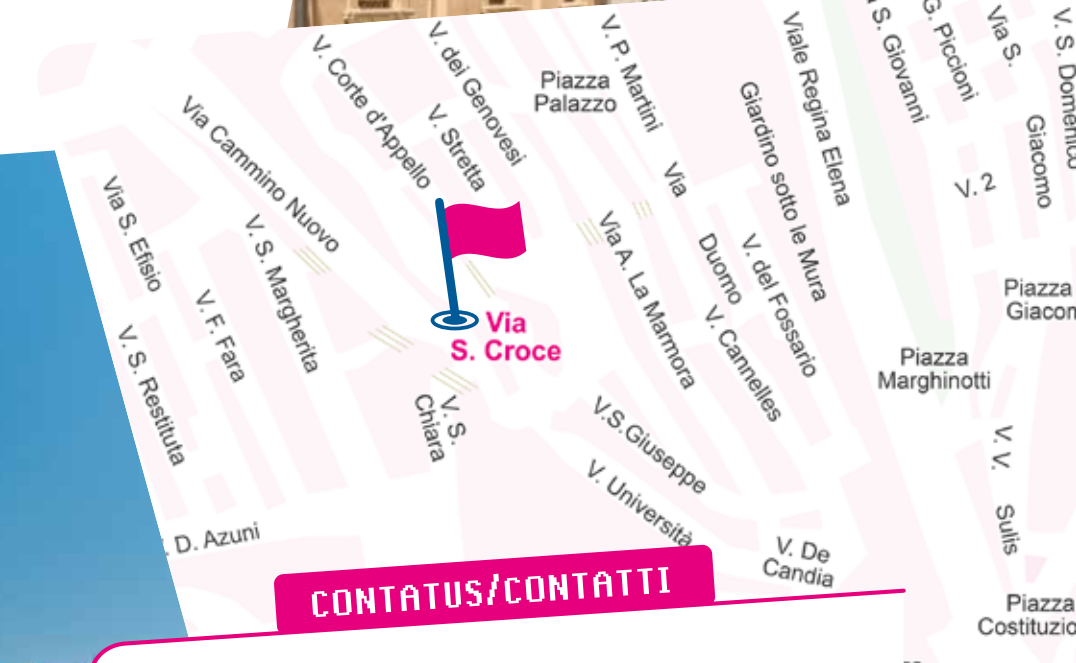 V. Corte d'Appello
V. dei Genovesi
V. Stretta
Piazza
Palazzo
V. P. Martini
Via
Duomo
Giardino sotto le Mura
Viale Regina Elena
S. Giovanni
G. Piccioni
Via S.
Giacomo
V. S. Domenico
V. 2
Via Cammino Nuovo
Via S. Efisio
V. S. Margherita
V. F. Fara
V. S. Restituta
Via
S. Croce
V. S.
Chiara
Via A. La Marmora
V. del Fossario
V. Cannelles
Piazza
Giacom
Piazza
Marghinotti
V.S.Giuseppe
V. Università
V. V.
Sulis
D. Azuni
V. De
Candia
Piazza
Costituzio
CONTATUS/CONTATTI